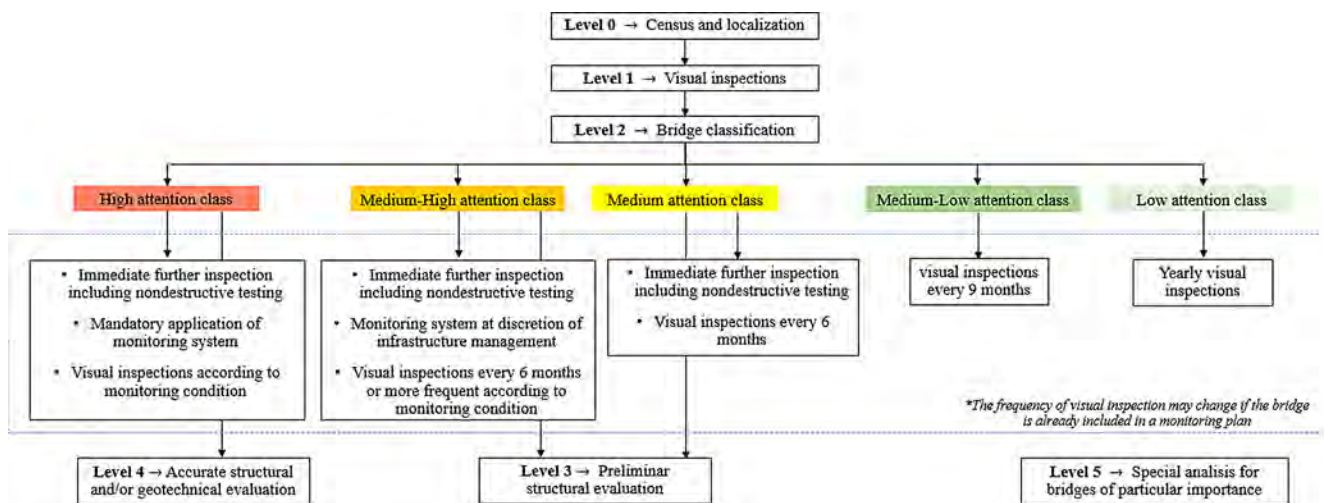 Level 0 → Census and localization
Level 1 → Visual inspections
Level 2 → Bridge classification
High attention class
Medium-High attention class
Medium attention class
Medium-Low attention class
Low attention class
▪ Immediate further inspection
including nondestructive testing
▪ Mandatory application of
monitoring system
▪ Visual inspections according to
monitoring condition
▪ Immediate further inspection
including nondestructive testing
▪ Monitoring system at discretion of
infrastructure management
▪ Visual inspections every 6 months
or more frequent according to
monitoring condition
▪ Immediate further inspection
including nondestructive testing
▪ Visual inspections every 6
months
visual inspections
every 9 months
Yearly visual
inspections
*The frequency of visual inspection may change if the bridge
is already included in a monitoring plan
Level 4 → Accurate structural
and/or geotechnical evaluation
Level 3 → Preliminar
structural evaluation
Level 5 → Special analisis for
bridges of particular importance